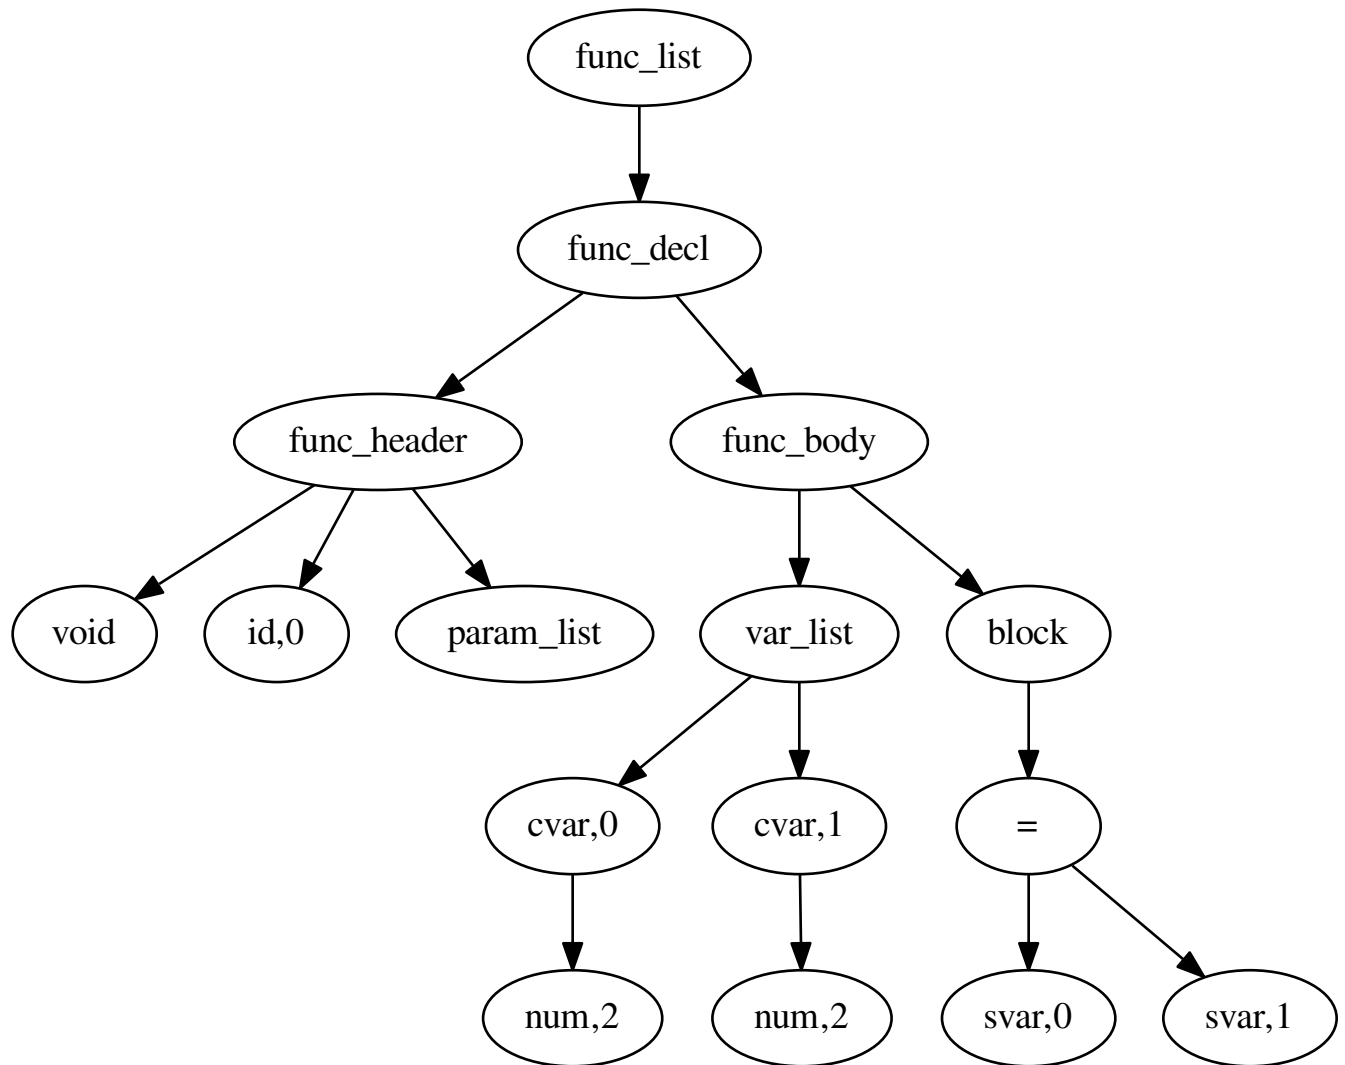 func_list
func_decl
func_header
func_body
void
id,0
param_list
var_list
block
cvar,0
cvar,1
=
num,2
num,2
svar,0
svar,1